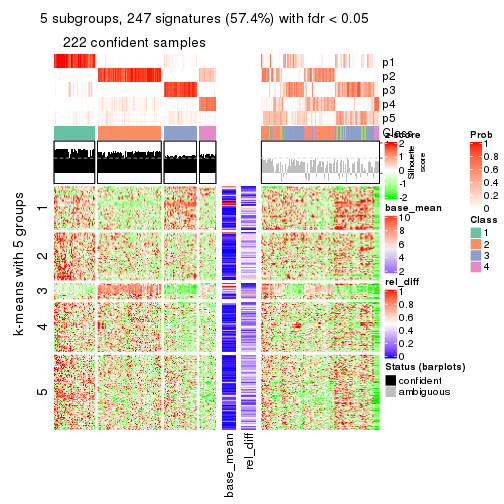 5 subgroups, 247 signatures (57.4%) with fdr < 0.05
222 confident samples
p1
p2
p3
p4
p5
Class
z-score
2
1
0
-1
-2
Silhouette
score
Prob
1
0.8
0.6
0.4
0.2
0
base_mean
10
8
6
4
2
Class
1
2
3
4
rel_diff
1
0.8
0.6
0.4
0.2
0
Status (barplots)
confident
ambiguous
k-means with 5 groups
1
2
3
4
5
base_mean
rel_diff